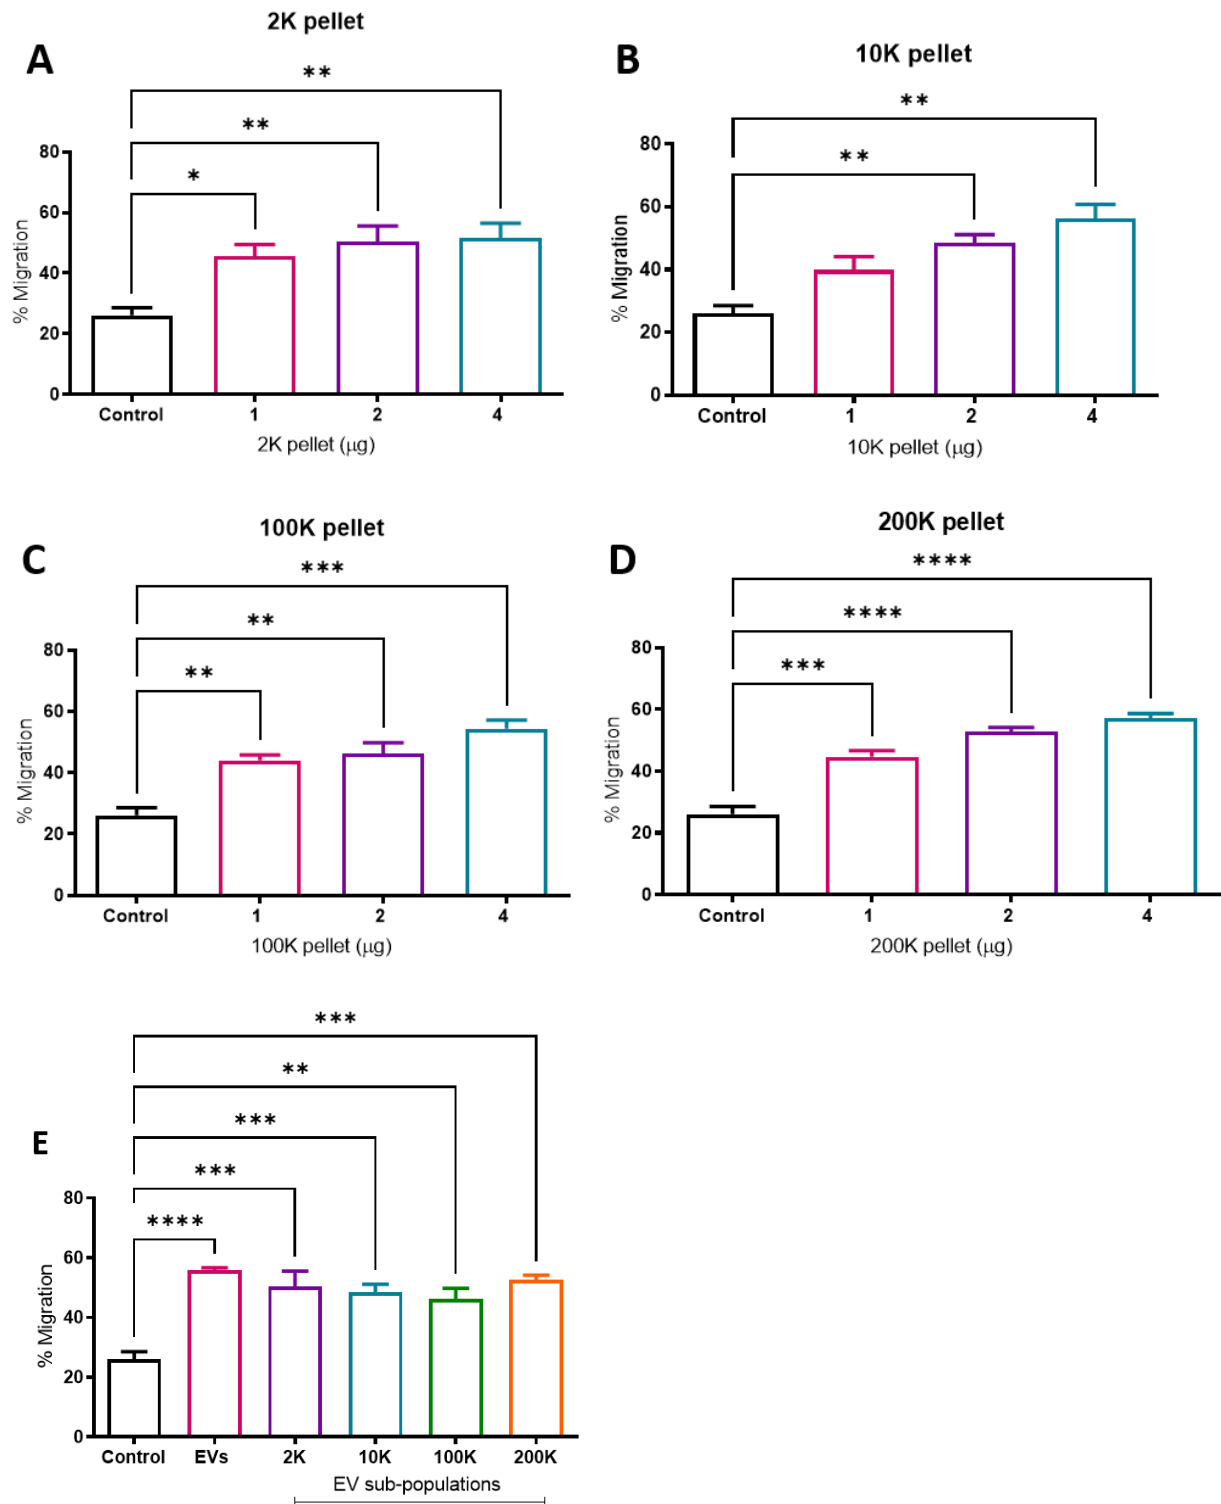 2K pellet
A
**
**
*
80
60
40
20
0
% Migration
Control 1 2 4
2K pellet (μg)
10K pellet
B
**
**
80
60
40
20
0
% Migration
Control 1 2 4
10K pellet (μg)
100K pellet
C
***
**
**
80
60
40
20
0
% Migration
Control 1 2 4
100K pellet (μg)
200K pellet
D
****
****
***
80
60
40
20
0
% Migration
Control 1 2 4
200K pellet (μg)
E
***
**
***
***
****
80
60
40
20
0
% Migration
Control EVs 2K 10K 100K 200K
EV sub-populations